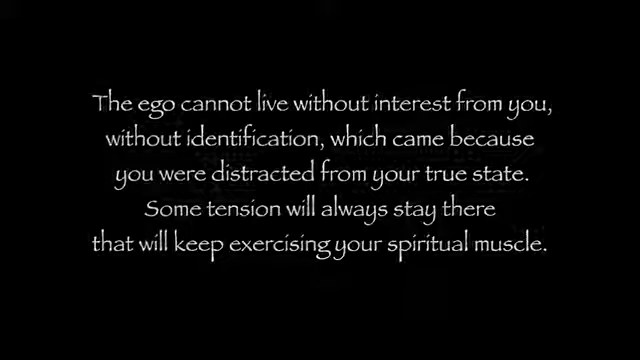 The ego cannot live without interest from you,
without identification, which came because
you were distracted from your true state.
Some tension will always stay there
that will keep exercising your spiritual muscle.